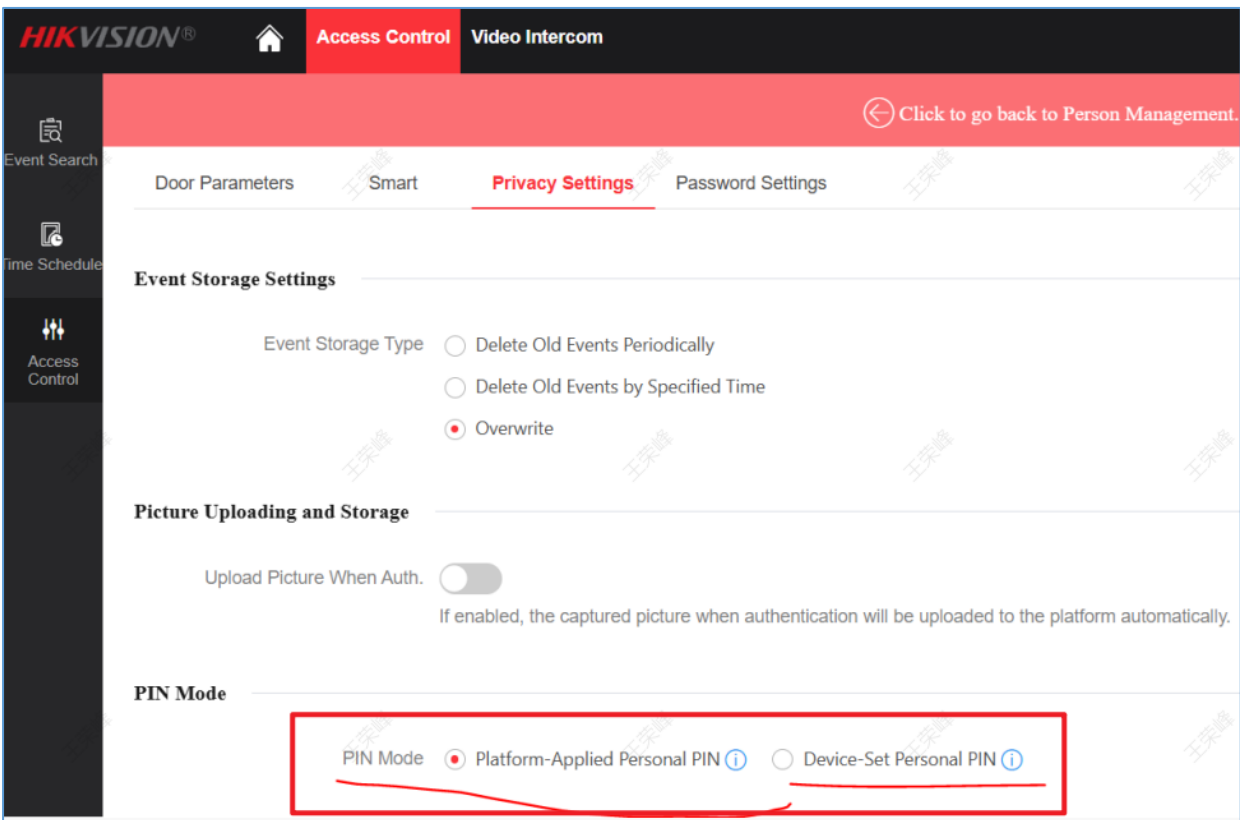 HIKVISION®
Access Control
Video Intercom
Click to go back to Person Management.
Event Search
Door Parameters
Smart
Privacy Settings
Password Settings
Time Schedule
Event Storage Settings
Event Storage Type
Delete Old Events Periodically
Access
Control
Delete Old Events by Specified Time
Overwrite
Picture Uploading and Storage
Upload Picture When Auth.
If enabled, the captured picture when authentication will be uploaded to the platform automatically.
PIN Mode
PIN Mode
Platform-Applied Personal PIN
Device-Set Personal PIN
王荣峰